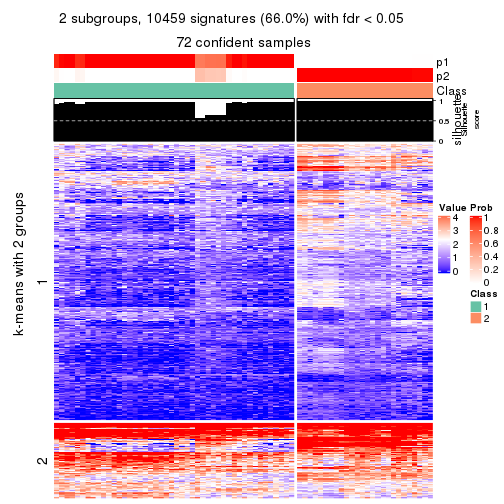 2 subgroups, 10459 signatures (66.0%) with fdr < 0.05
72 confident samples
p1
p2
Class
silhouette
Silhouette
score
1
0.5
0
k-means with 2 groups
1
2
Value
4
3
2
1
0
Prob
1
0.8
0.6
0.4
0.2
0
Class
1
2